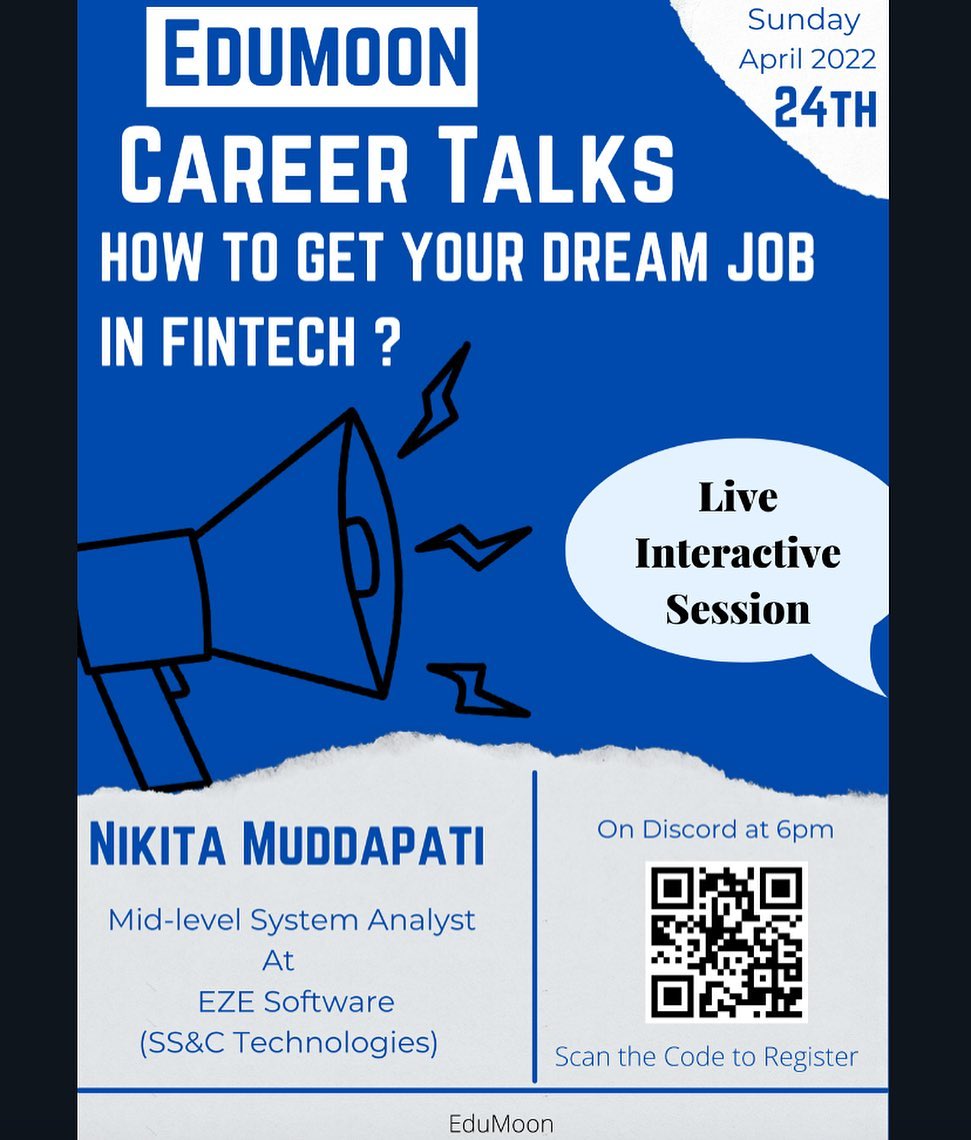 EDUMOON
Sunday
April 2022
24TH
CAREER TALKS
HOW TO GET YOUR DREAM JOB
IN FINTECH ?
Live
Interactive
Session
NIKITA MUDDAPATI
Mid-level System Analyst
At
EZE Software
(SS&C Technologies)
On Discord at 6pm
Scan the Code to Register
EduMoon